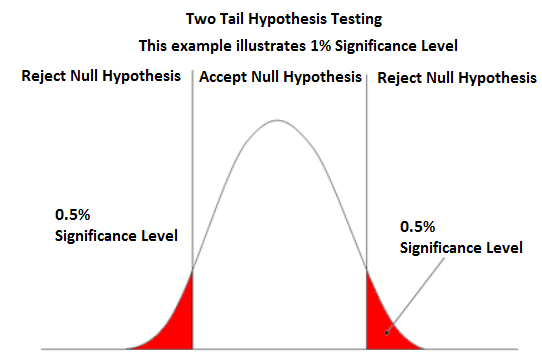 Two Tail Hypothesis Testing
This example illustrates 1% Significance Level
Reject Null Hypothesis
Accept Null Hypothesis
Reject Null Hypothesis
0.5%
Significance Level
0.5%
Significance Level